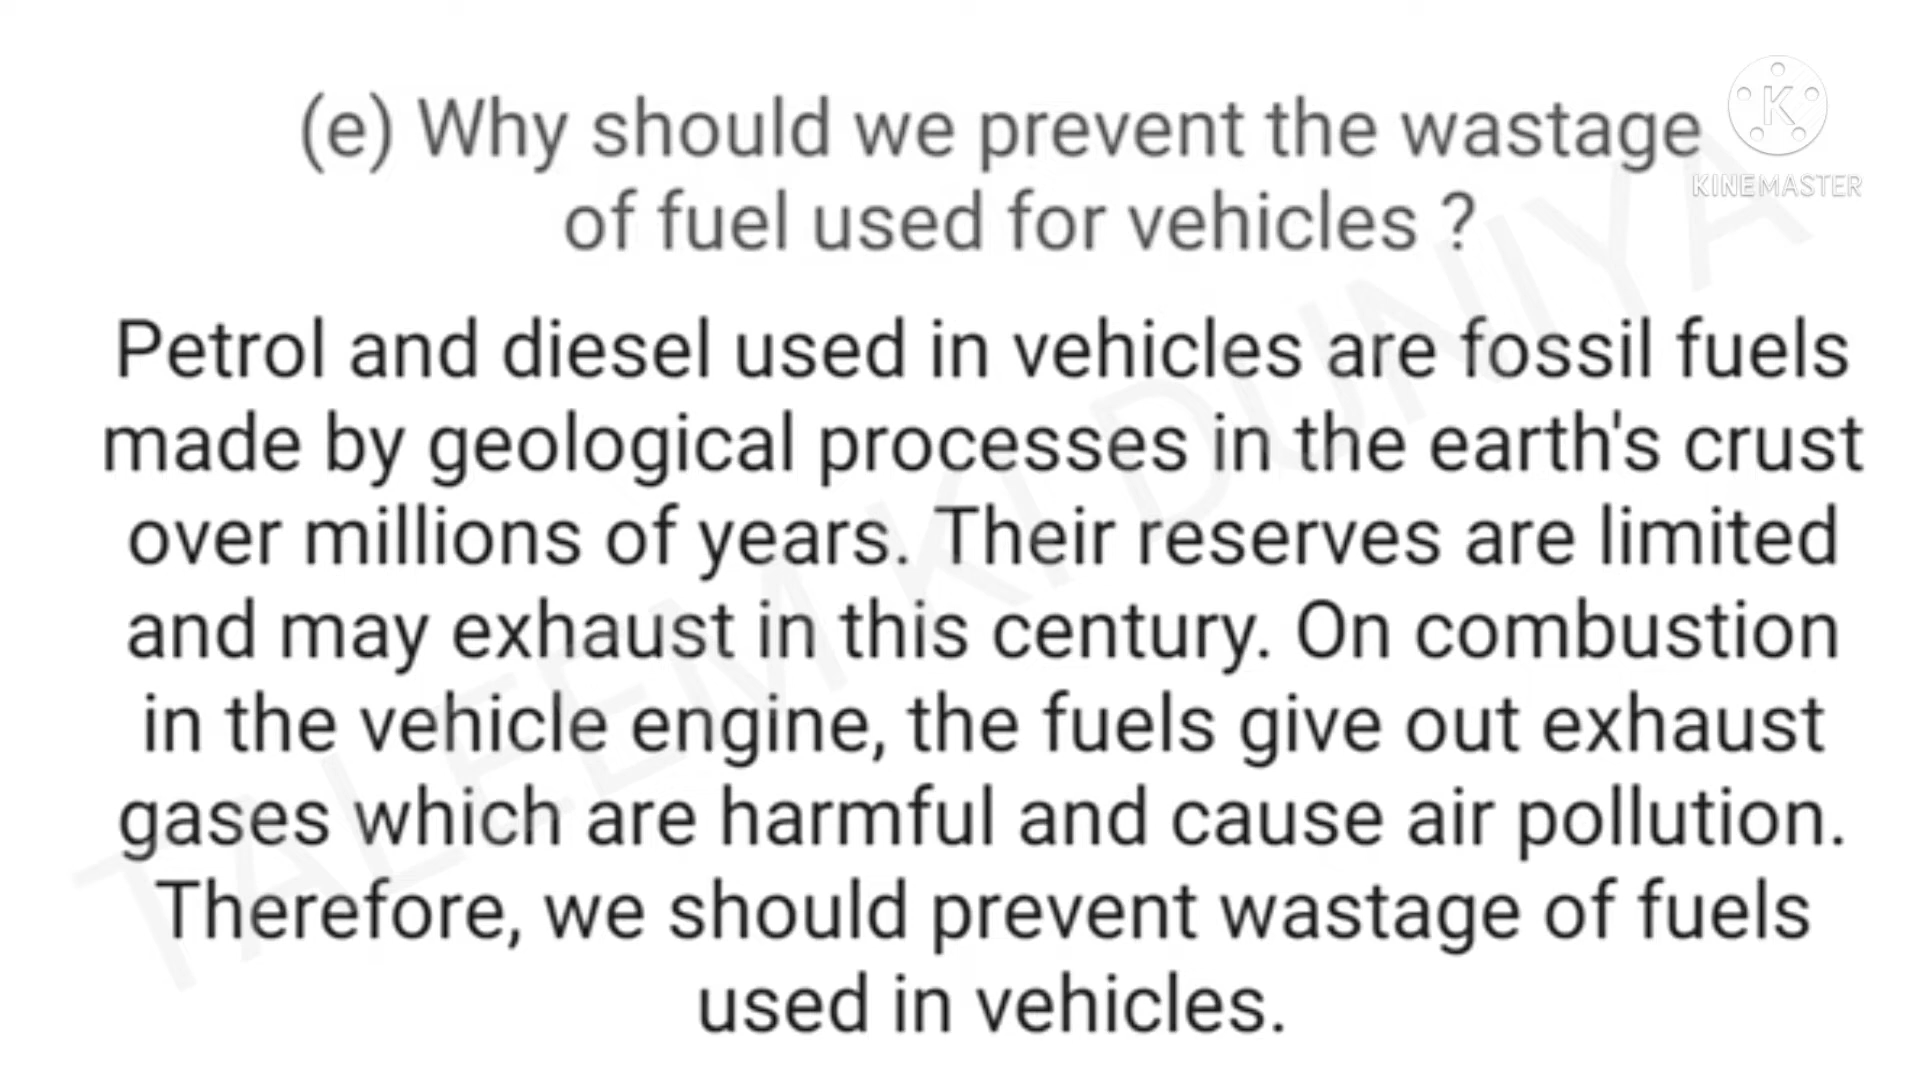 (e) Why should we prevent the wastage
of fuel used for vehicles ?
K
KINEMASTER
Petrol and diesel used in vehicles are fossil fuels
made by geological processes in the earth's crust
over millions of years. Their reserves are limited
and may exhaust in this century. On combustion
in the vehicle engine, the fuels give out exhaust
gases which are harmful and cause air pollution.
Therefore, we should prevent wastage of fuels
used in vehicles.
TALEEM KI DUNIYA